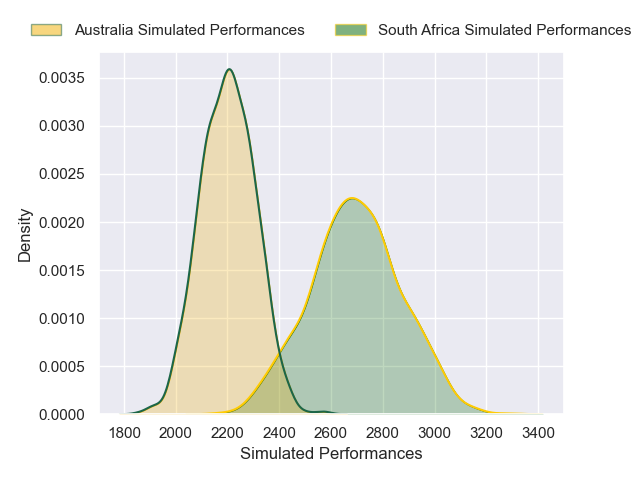 Australia Simulated Performances South Africa Simulated Performances
0.0035
0.0030
0.0025
0.0020
0.0015
0.0010
0.0005
0.0000
Density
1800 2000 2200 2400 2600 2800 3000 3200 3400
Simulated Performances